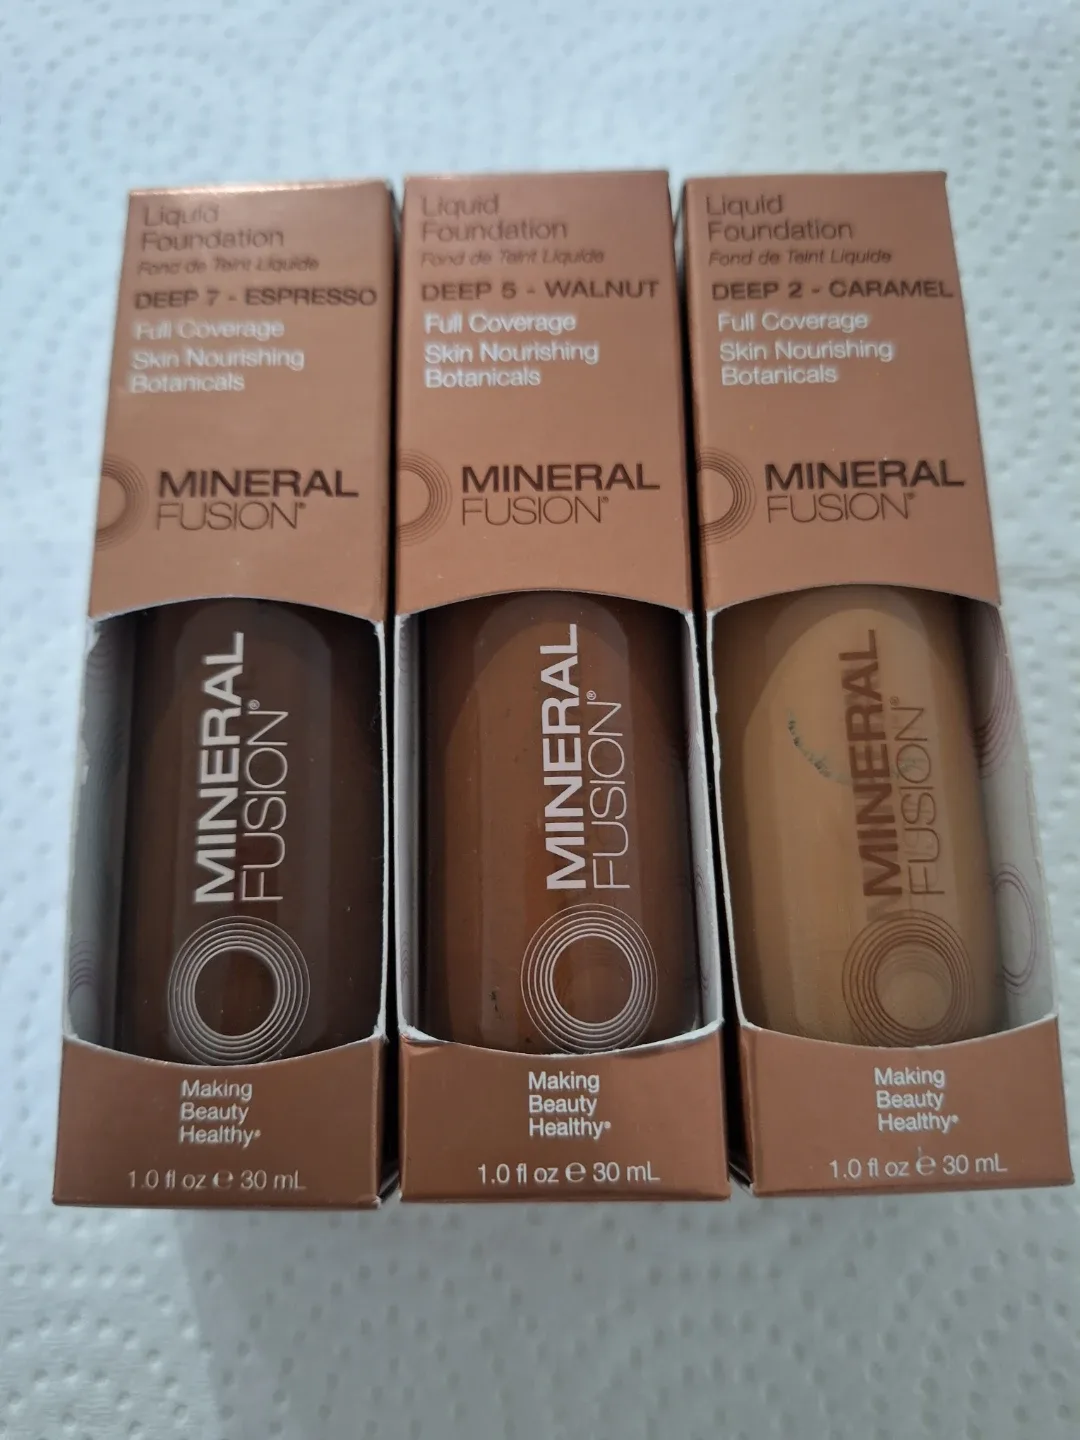 Liquid
Foundation
Fond de Teint Liquide
DEEP 7 - ESPRESSO
Full Coverage
Skin Nourishing
Botanicals
MINERAL
FUSION®
MINERAL
FUSION®
Making
Beauty
Healthy®
1.0 fl oz ℮ 30 mL
Liquid
Foundation
Fond de Teint Liquide
DEEP 5 - WALNUT
Full Coverage
Skin Nourishing
Botanicals
MINERAL
FUSION®
MINERAL
FUSION®
Making
Beauty
Healthy®
1.0 fl oz ℮ 30 mL
Liquid
Foundation
Fond de Teint Liquide
DEEP 2 - CARAMEL
Full Coverage
Skin Nourishing
Botanicals
MINERAL
FUSION®
MINERAL
FUSION®
Making
Beauty
Healthy®
1.0 fl oz ℮ 30 mL